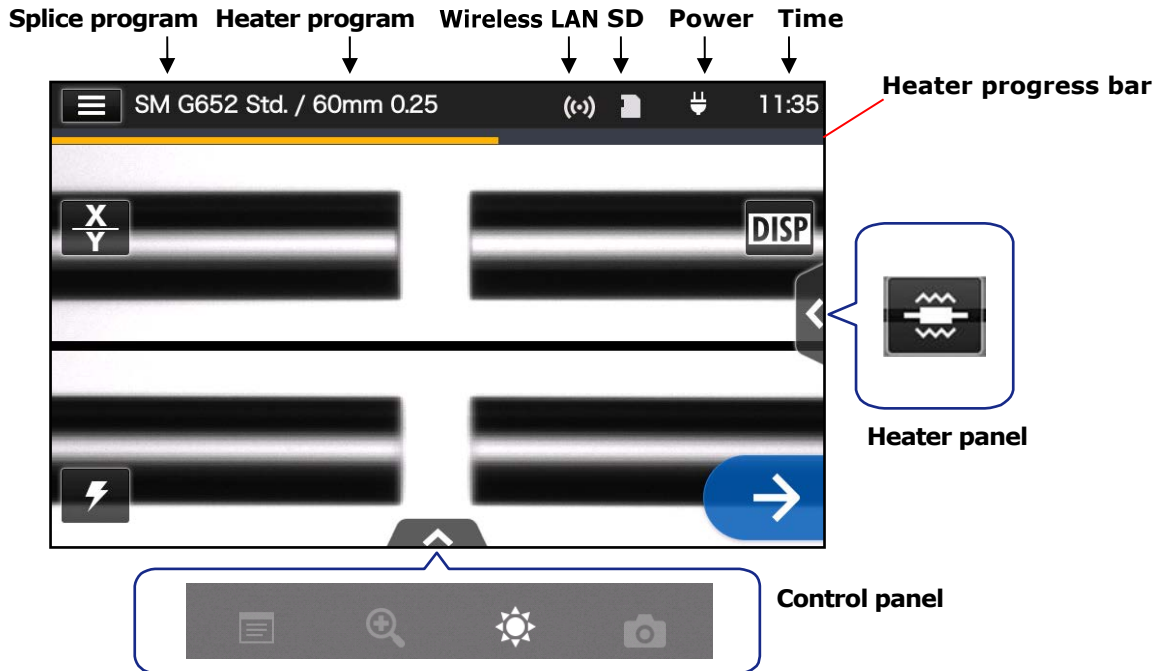 Splice program Heater program Wireless LAN SD Power Time
Heater progress bar
SM G652 Std. / 60mm 0.25 11:35
X
Y
DISP
Heater panel
Control panel